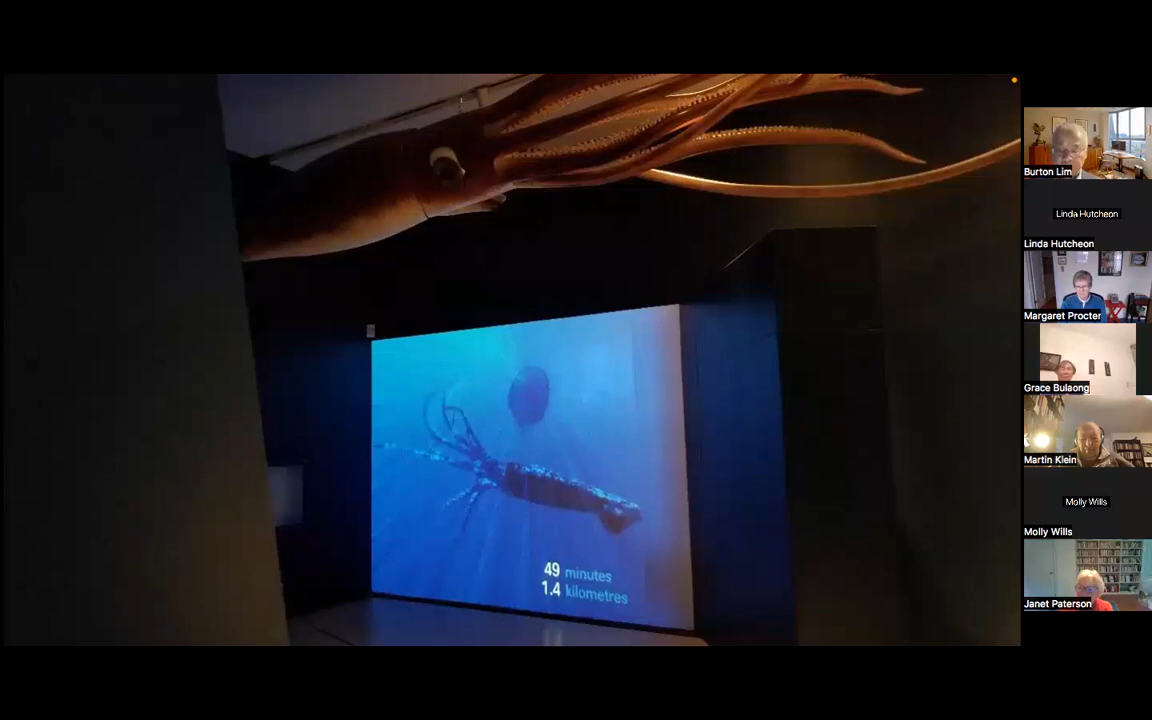 49 minutes
1.4 kilometres
Burton Lim
Linda Hutcheon
Linda Hutcheon
Margaret Procter
Grace Bulaong
Martin Klein
Molly Wills
Molly Wills
Janet Paterson